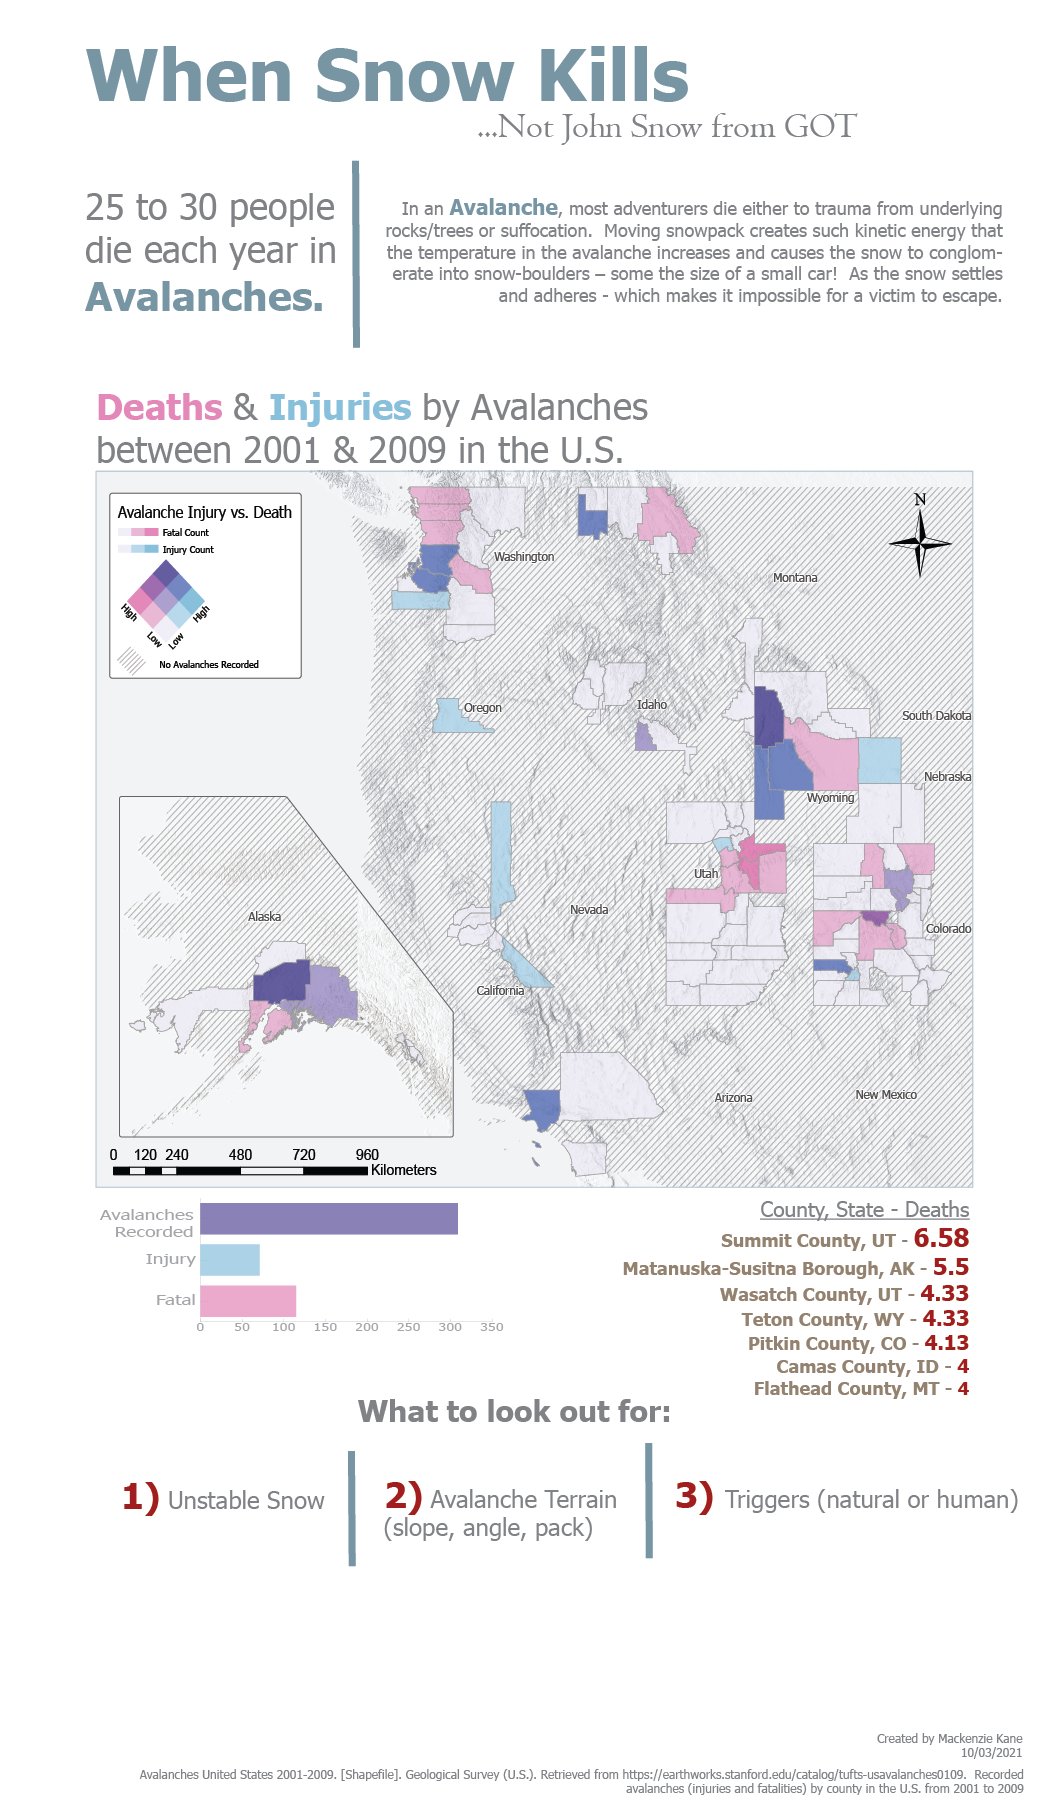 When Snow Kills
...Not John Snow from GOT
25 to 30 people
die each year in
Avalanches.
In an Avalanche, most adventurers die either to trauma from underlying
rocks/trees or suffocation. Moving snowpack creates such kinetic energy that
the temperature in the avalanche increases and causes the snow to conglom-
erate into snow-boulders – some the size of a small car! As the snow settles
and adheres - which makes it impossible for a victim to escape.
Deaths & Injuries by Avalanches
between 2001 & 2009 in the U.S.
Avalanche Injury vs. Death
Fatal Count
Injury Count
High
Low
Low
High
No Avalanches Recorded
N
Washington
Montana
Oregon
Idaho
South Dakota
Nebraska
Wyoming
Utah
Nevada
Colorado
California
Alaska
Arizona
New Mexico
0 120 240 480 720 960
Kilometers
Avalanches
Recorded
Injury
Fatal
0 50 100 150 200 250 300 350
County, State - Deaths
Summit County, UT - 6.58
Matanuska-Susitna Borough, AK - 5.5
Wasatch County, UT - 4.33
Teton County, WY - 4.33
Pitkin County, CO - 4.13
Camas County, ID - 4
Flathead County, MT - 4
What to look out for:
1) Unstable Snow
2) Avalanche Terrain
(slope, angle, pack)
3) Triggers (natural or human)
Created by Mackenzie Kane
10/03/2021
Avalanches United States 2001-2009. [Shapefile]. Geological Survey (U.S.). Retrieved from https://earthworks.stanford.edu/catalog/tufts-usavalanches0109. Recorded
avalanches (injuries and fatalities) by county in the U.S. from 2001 to 2009